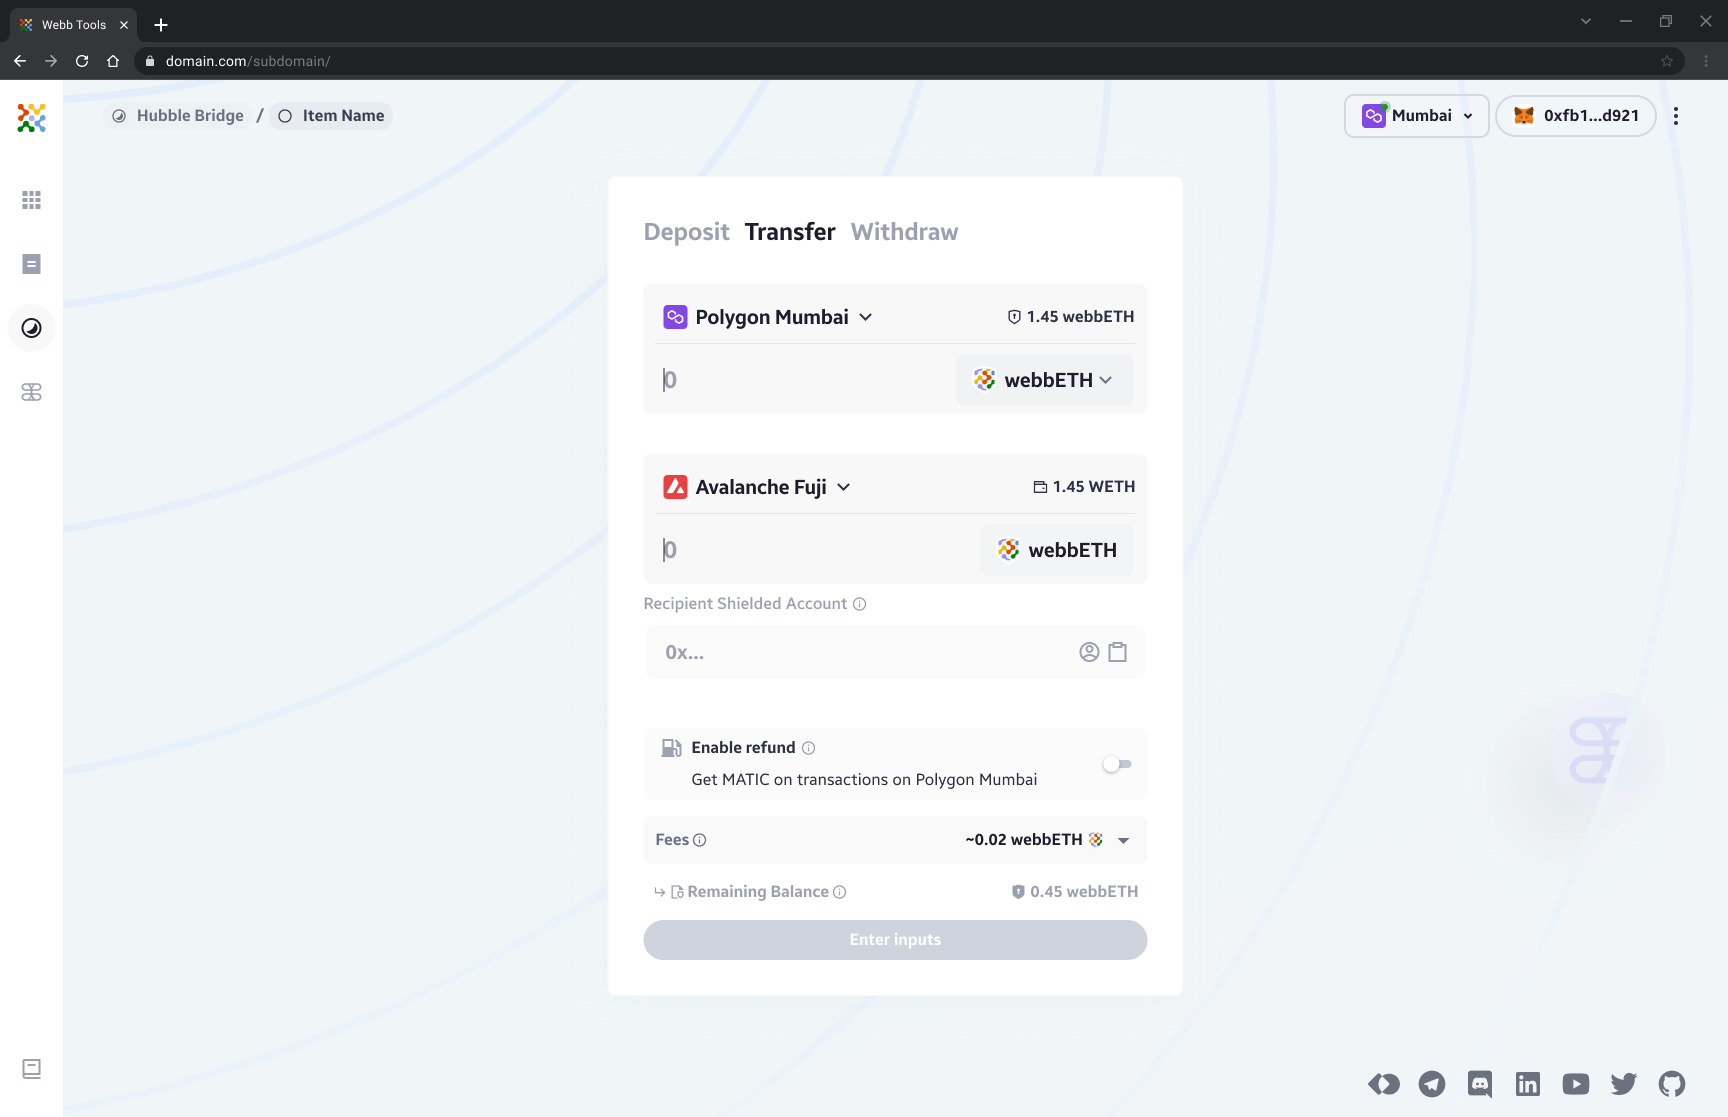 Webb Tools
domain.com/subdomain/
Hubble Bridge / Item Name
Mumbai
0xfb1...d921
Deposit Transfer Withdraw
Polygon Mumbai
1.45 webbETH
0
webbETH
Avalanche Fuji
1.45 WETH
0
webbETH
Recipient Shielded Account
0x...
Enable refund
Get MATIC on transactions on Polygon Mumbai
Fees
~0.02 webbETH
Remaining Balance
0.45 webbETH
Enter inputs